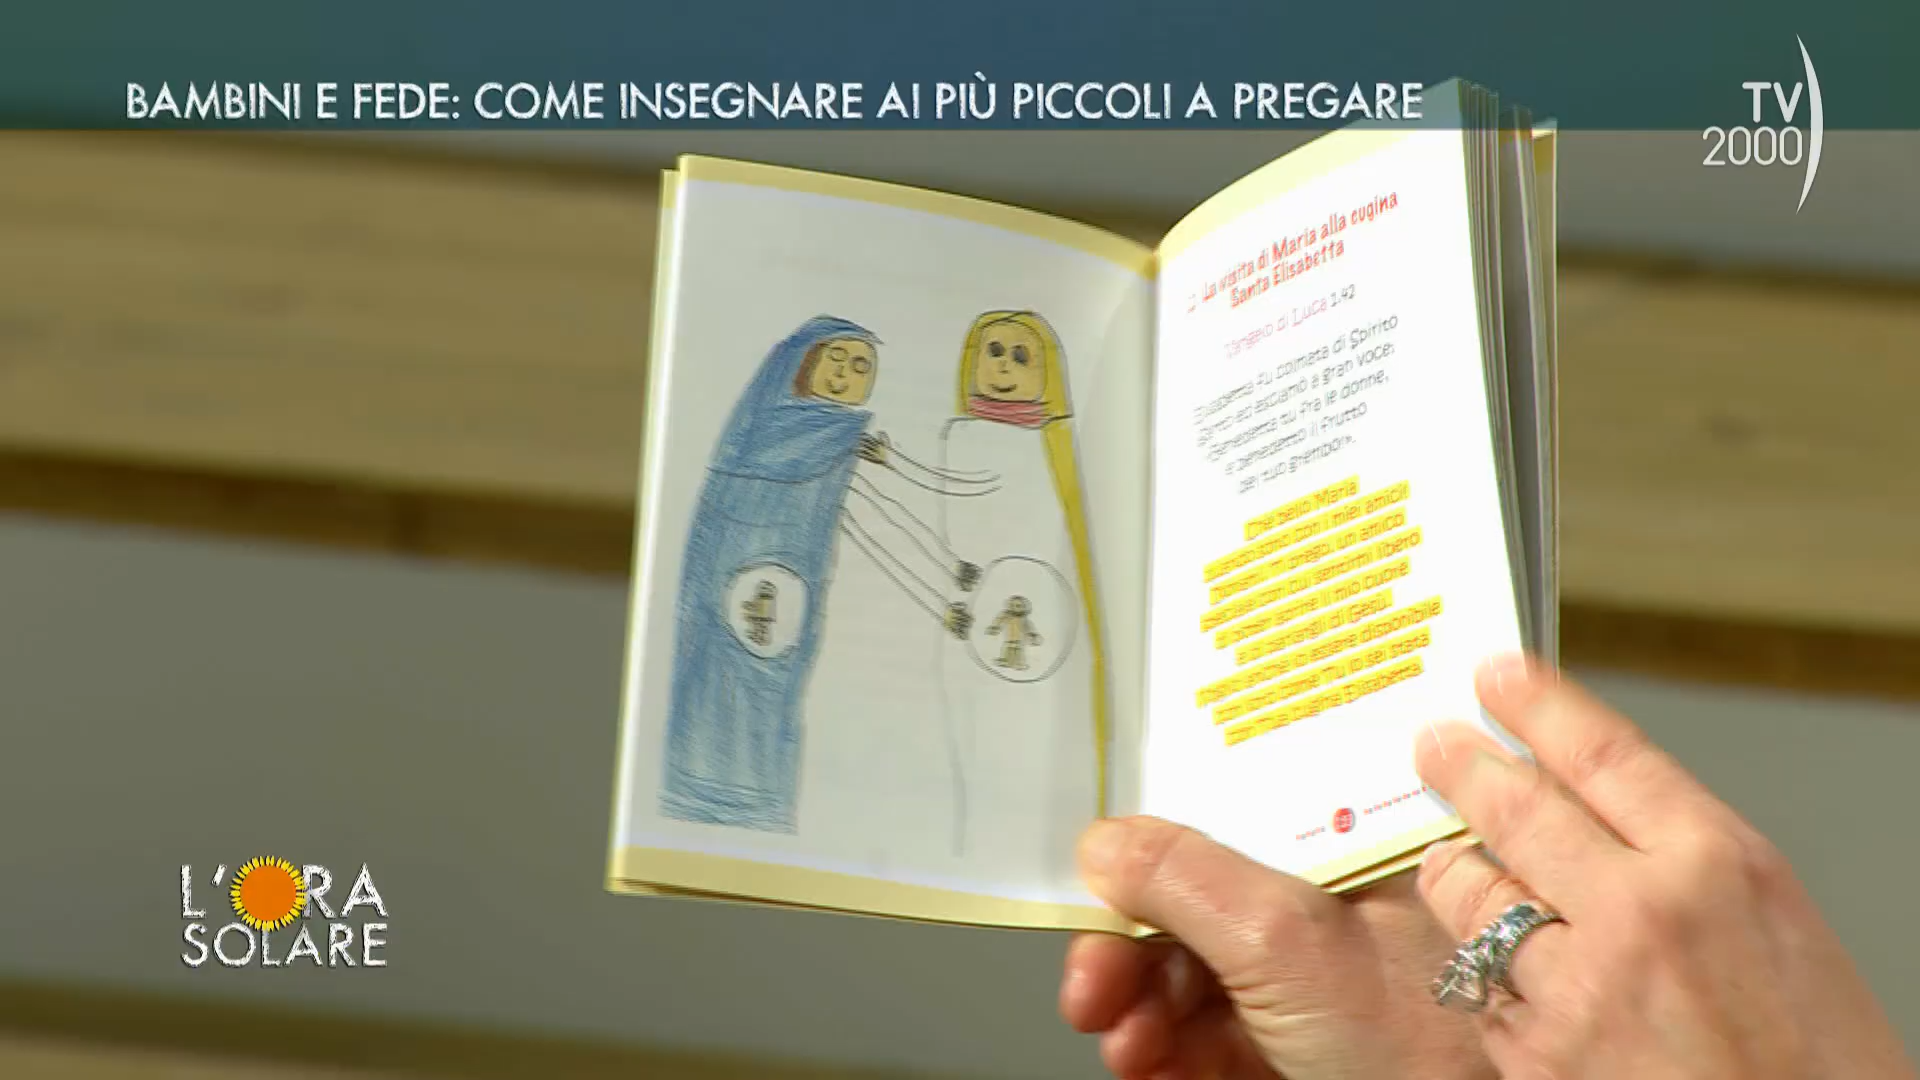 BAMBINI E FEDE: COME INSEGNARE AI PIÙ PICCOLI A PREGARE
TV
2000
La visita di Maria alla cugina
Santa Elisabetta
Vangelo di Luca 1,42
Elisabetta fu colmata di Spirito
Santo ed esclamò a gran voce:
«Benedetta tu fra le donne,
e benedetto il frutto
del tuo grembo!».
Che bello Maria
quando sono con i miei amici!
Donami, ti prego, un amico
speciale con cui sentirmi libero
di poter aprire il mio cuore
e di parlargli di Gesù.
anche io essere disponibile
con loro come Tu lo sei stata
con Tua cugina Elisabetta.
L'ORA
SOLARE